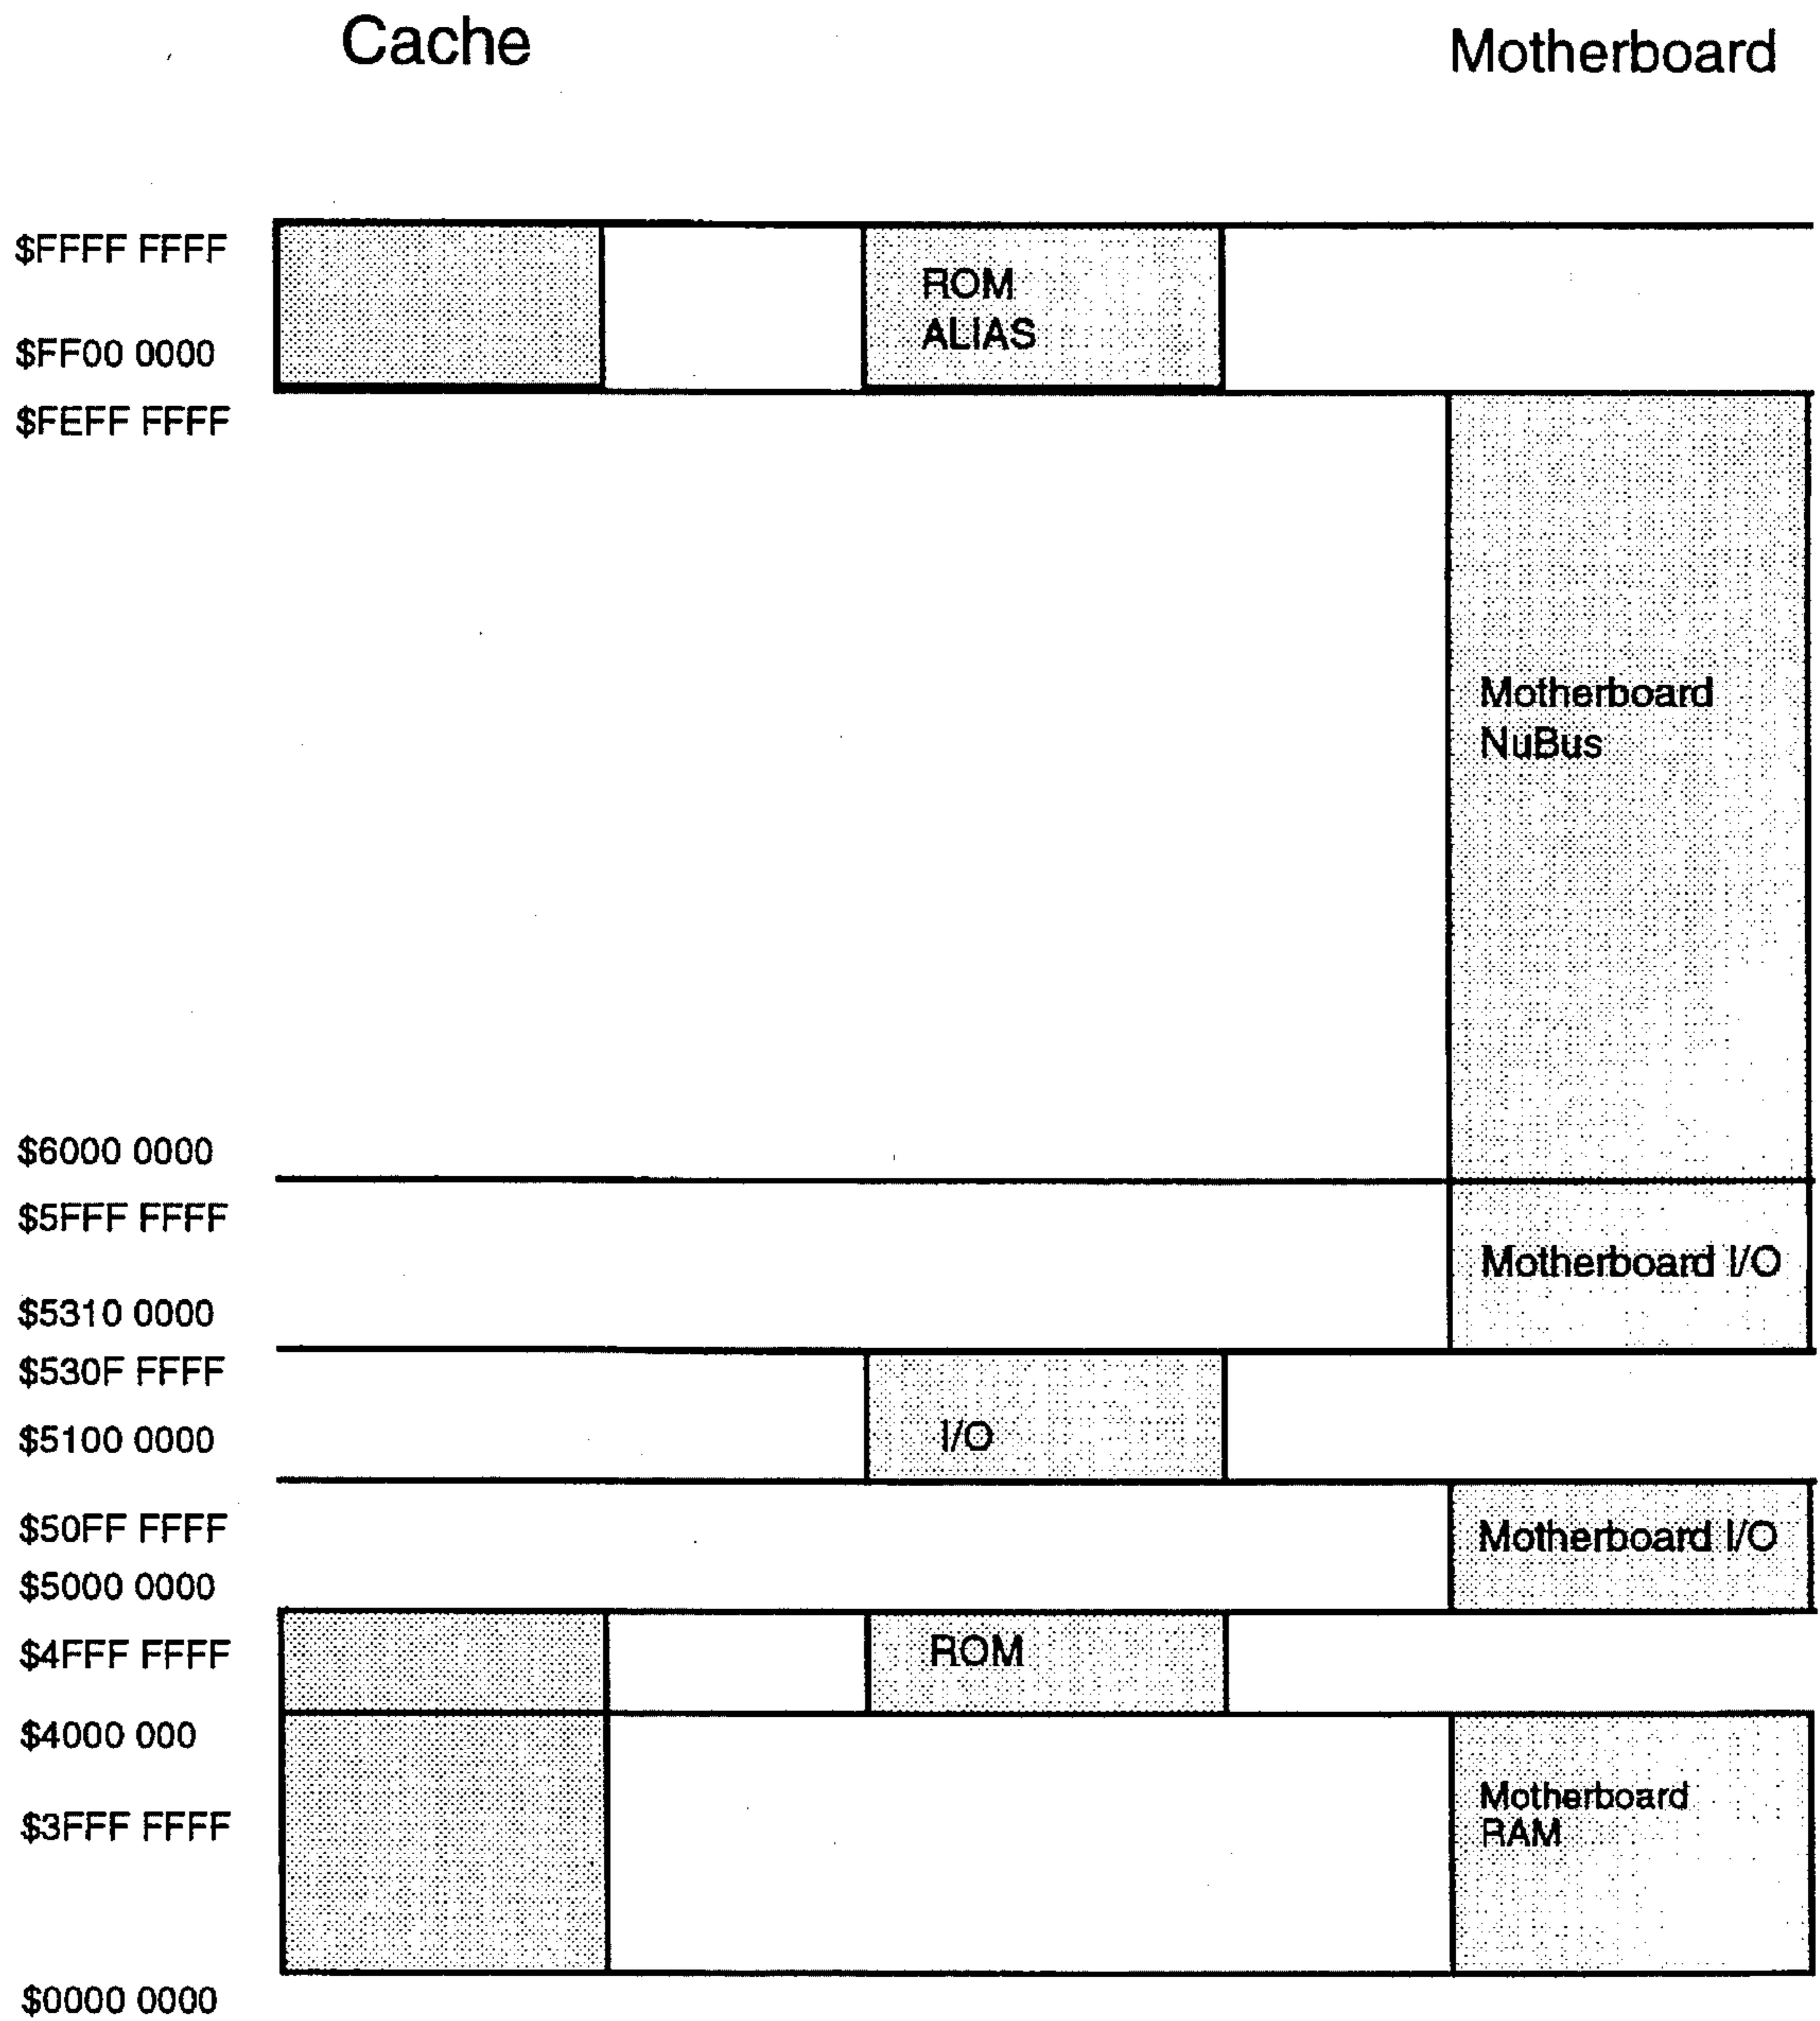 Cache
Motherboard
$FFFF FFFF
ROM
ALIAS
$FF00 0000
$FEFF FFFF
Motherboard
NuBus
$6000 0000
$5FFF FFFF
Motherboard I/O
$5310 0000
$530F FFFF
I/O
$5100 0000
$50FF FFFF
Motherboard I/O
$5000 0000
$4FFF FFFF
ROM
$4000 000
Motherboard
RAM
$3FFF FFFF
$0000 0000